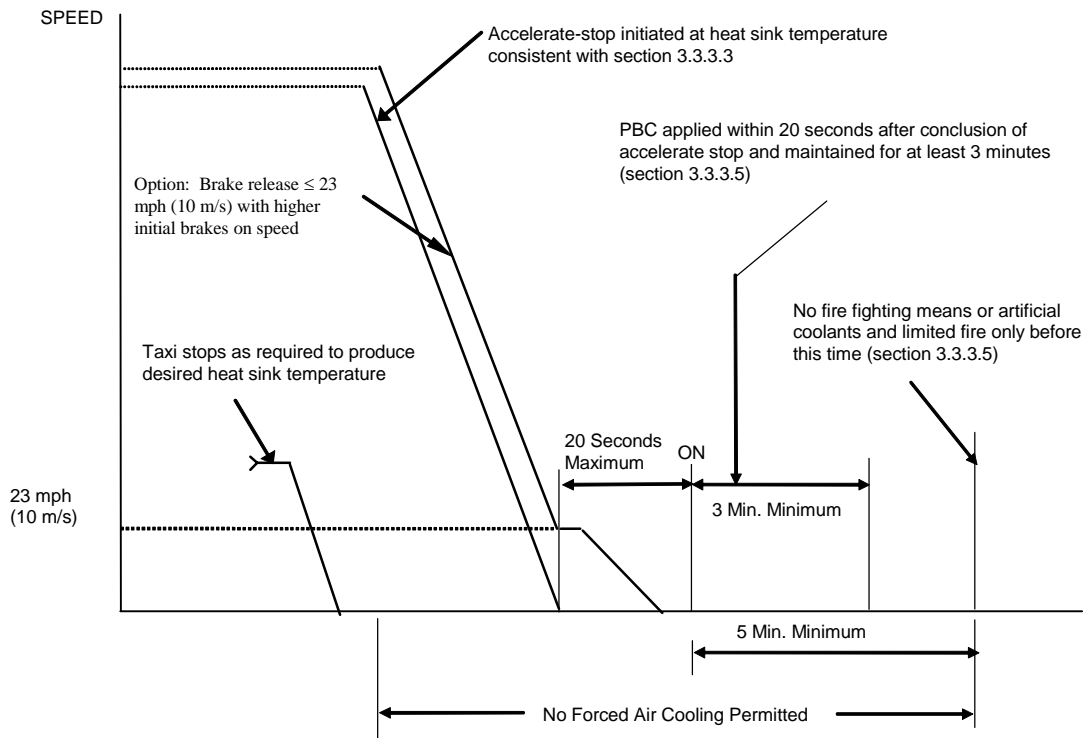 SPEED
Accelerate-stop initiated at heat sink temperature
consistent with section 3.3.3.3
PBC applied within 20 seconds after conclusion of
accelerate stop and maintained for at least 3 minutes
(section 3.3.3.5)
Option: Brake release ≤ 23
mph (10 m/s) with higher
initial brakes on speed
No fire fighting means or artificial
coolants and limited fire only before
this time (section 3.3.3.5)
Taxi stops as required to produce
desired heat sink temperature
20 Seconds
Maximum
ON
23 mph
(10 m/s)
3 Min. Minimum
5 Min. Minimum
No Forced Air Cooling Permitted